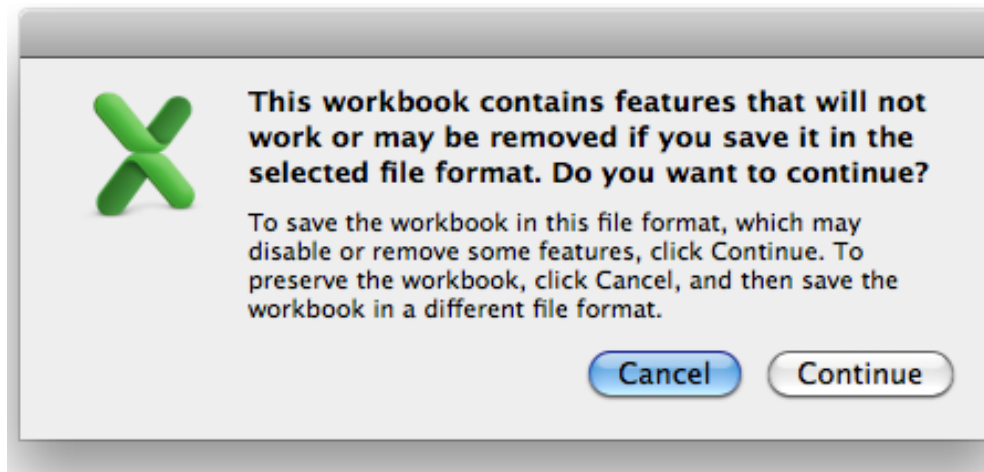 This workbook contains features that will not
work or may be removed if you save it in the
selected file format. Do you want to continue?
To save the workbook in this file format, which may
disable or remove some features, click Continue. To
preserve the workbook, click Cancel, and then save the
workbook in a different file format.
Cancel
Continue